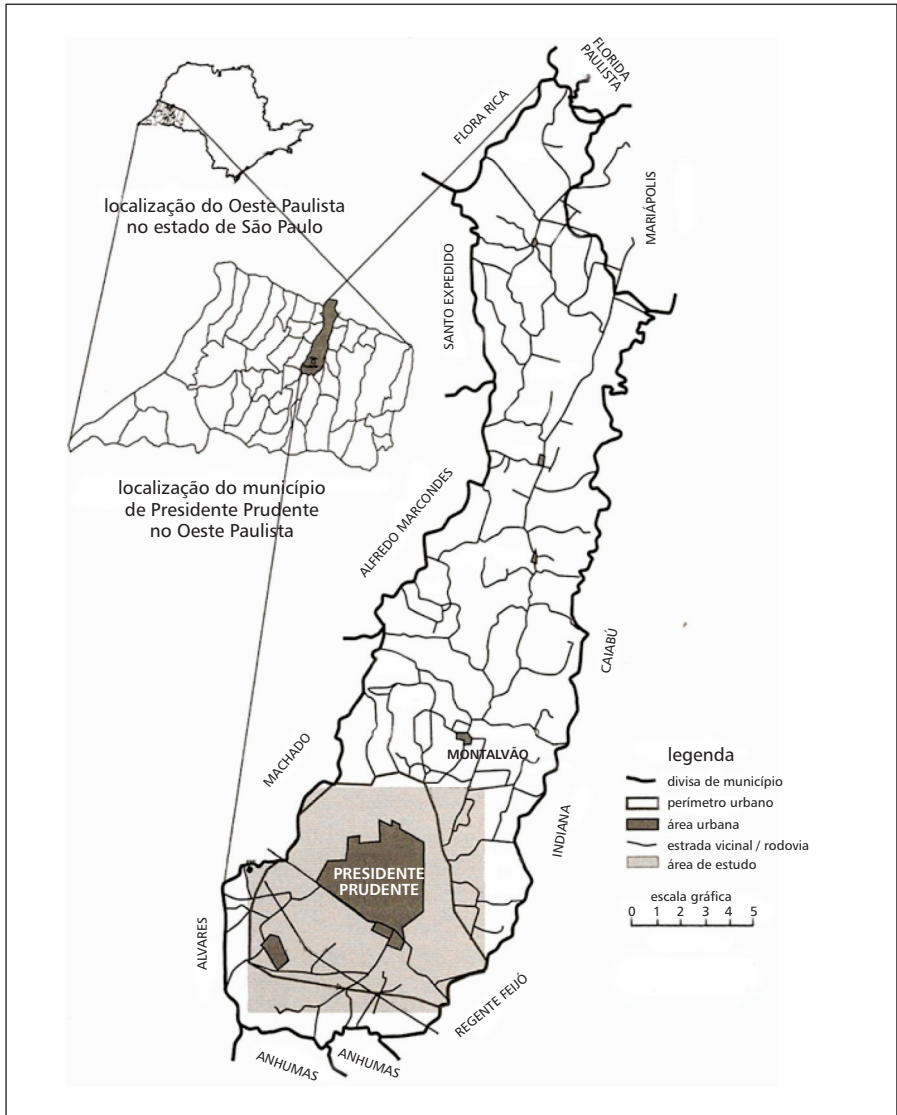 FLORIDA
PAULISTA
FLORA RICA
MARIÁPOLIS
localização do Oeste Paulista
no estado de São Paulo
SANTO EXPEDIDO
localização do município
de Presidente Prudente
no Oeste Paulista
ALFREDO MARCONDES
CAIABÚ
MACHADO
MONTALVÃO
INDIANA
legenda
divisa de município
perímetro urbano
área urbana
estrada vicinal / rodovia
área de estudo
escala gráfica
0 1 2 3 4 5
PRESIDENTE
PRUDENTE
ALVARES
REGENTE FEIJÓ
ANHUMAS
ANHUMAS